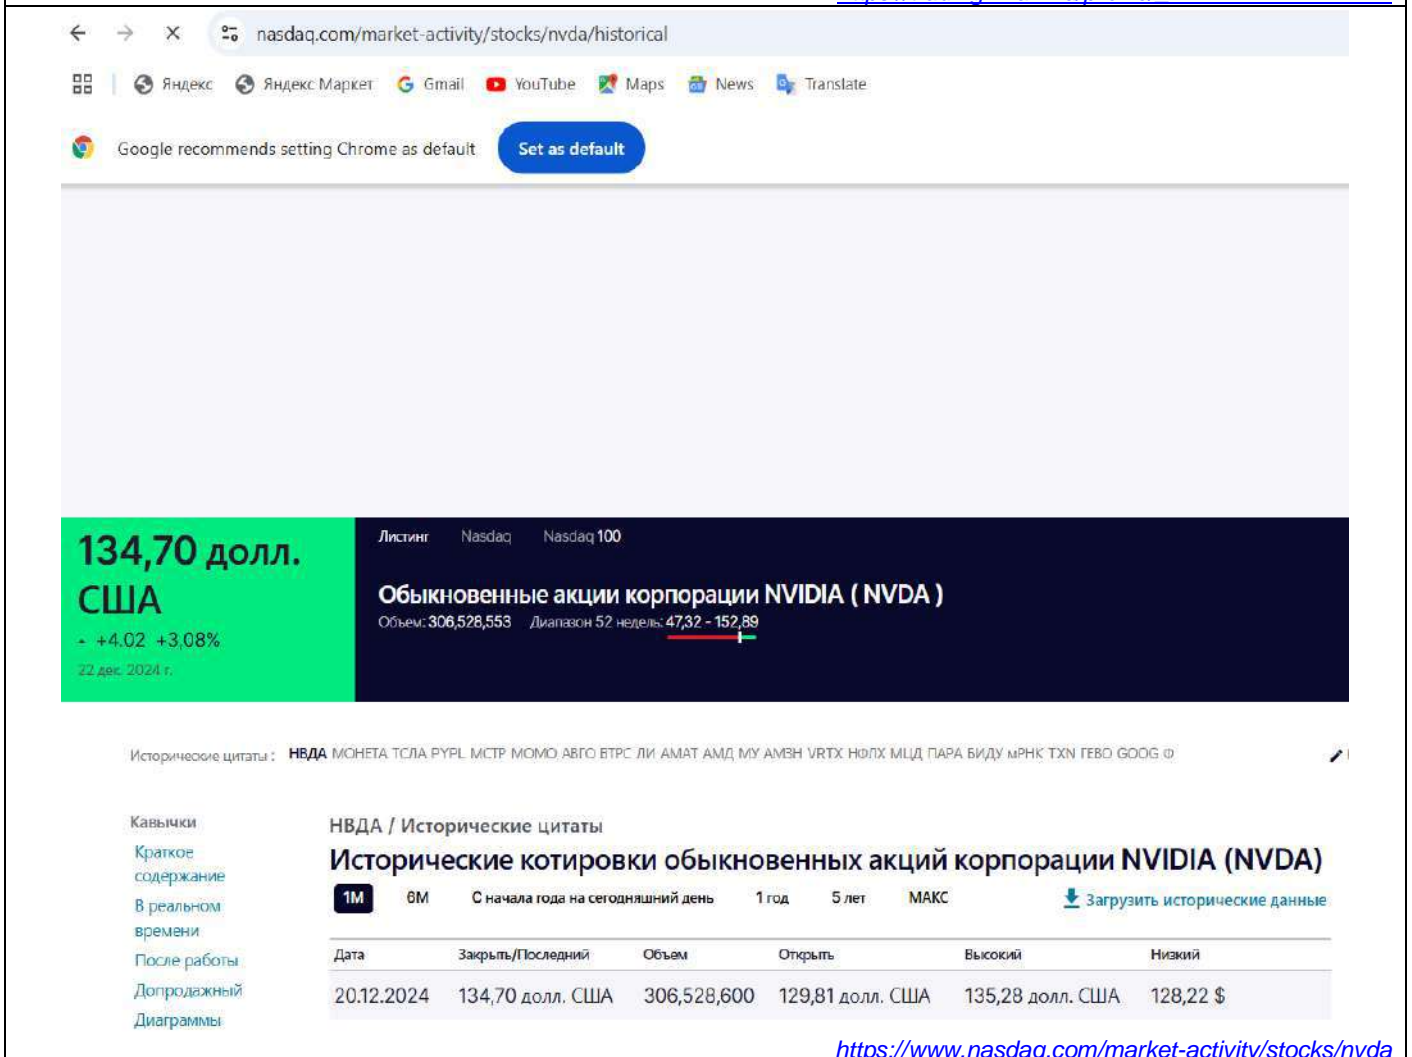 nasdaq.com/market-activity/stocks/nvda/historical
Яндекс Яндекс Маркет Gmail YouTube Maps News Translate
Google recommends setting Chrome as default Set as default
134,70 долл.
США
+4.02 +3,08%
22 дек. 2024 г.
Листинг Nasdaq Nasdaq 100
Обыкновенные акции корпорации NVIDIA ( NVDA )
Объем: 306,528,553 Диапазон 52 недель: 47,32 - 152,89
Исторические цитаты : НВДА МОНЕТА ТСЛА PYPL МСТР МОМО АВГО ВТРС ЛИ АМАТ АМД МУ АМЗН VRTX НФЛХ МЦД ПАРА БИДУ мРНК TXN ГЕВО GOOG Ф
Кавычки
Краткое
содержание
В реальном
времени
После работы
Допродажный
Диаграммы
НВДА / Исторические цитаты
Исторические котировки обыкновенных акций корпорации NVIDIA (NVDA)
1М 6М С начала года на сегодняшний день 1 год 5 лет МАКС Загрузить исторические данные
Дата Закрыть/Последний Объем Открыть Высокий Низкий
20.12.2024 134,70 долл. США 306,528,600 129,81 долл. США 135,28 долл. США 128,22 $
https://www.nasdaq.com/market-activity/stocks/nvda